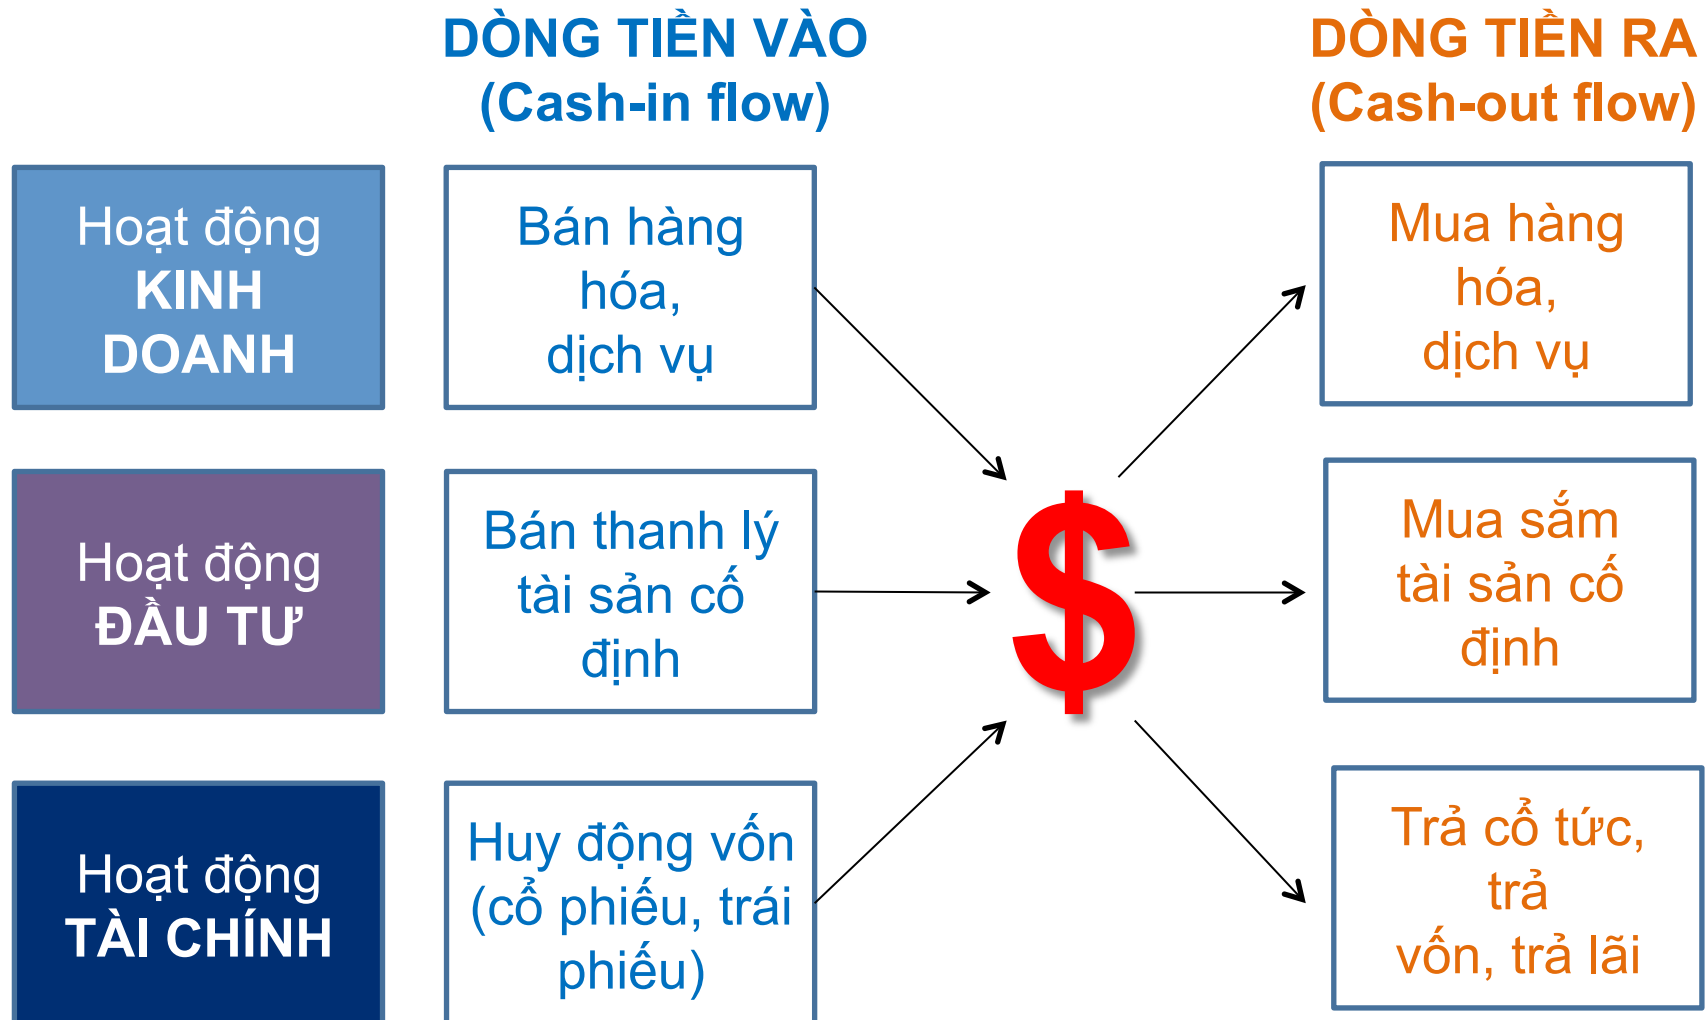 DÒNG TIỀN VÀO
(Cash-in flow)
DÒNG TIỀN RA
(Cash-out flow)
Hoạt động
KINH
DOANH
Bán hàng
hóa,
dịch vụ
Mua hàng
hóa,
dịch vụ
Hoạt động
ĐẦU TƯ
Bán thanh lý
tài sản cố
định
$
Mua sắm
tài sản cố
định
Hoạt động
TÀI CHÍNH
Huy động vốn
(cổ phiếu, trái
phiếu)
Trả cổ tức,
trả
vốn, trả lãi